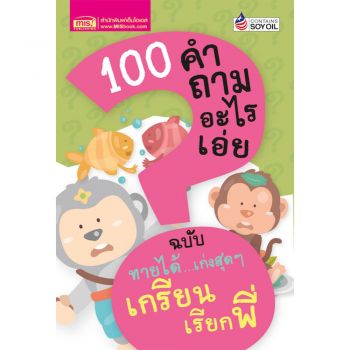 MIS
PUBLISHING
สำนักพิมพ์เอ็มไอเอส
www.MISbook.com
CONTAINS
SOY OIL
100 คำ
ถาม
อะไร
เอ่ย
ฉบับ
ทายได้...เก่งสุดๆ
เกรียน
เรียกพี่